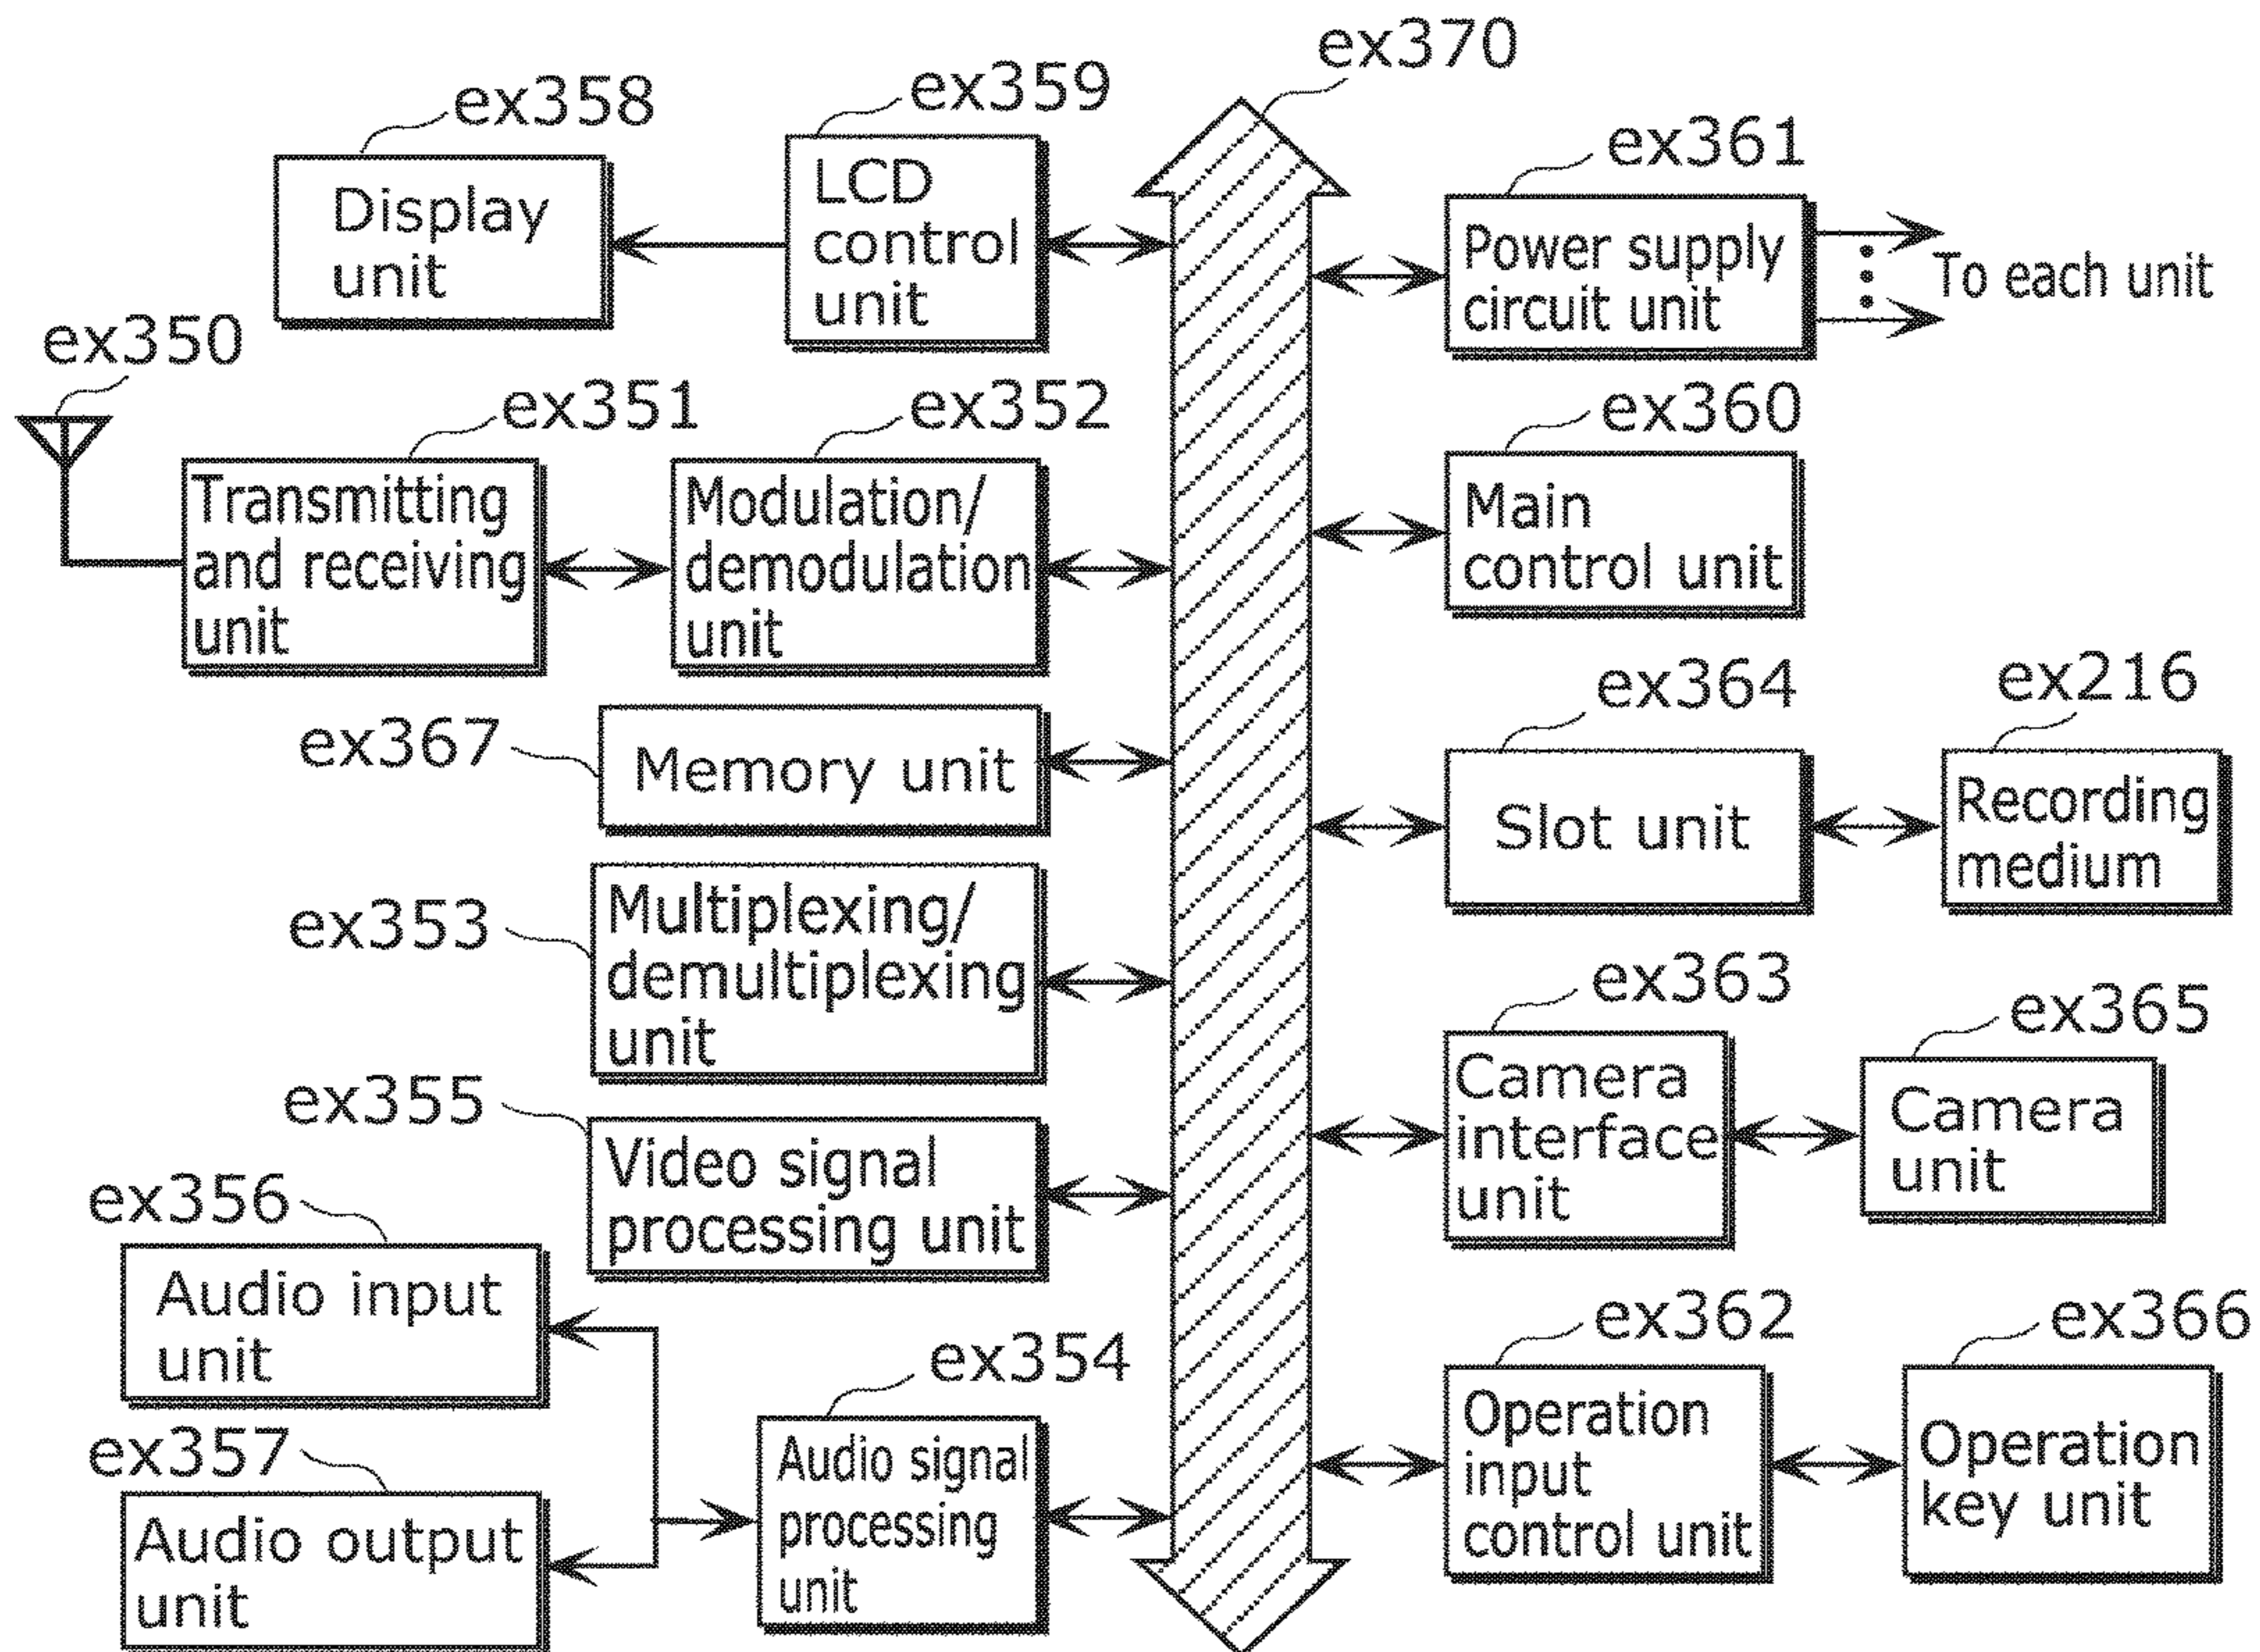 ex370
ex358
ex359
ex361
Display
unit
LCD
control
unit
Power supply
circuit unit
To each unit
ex350
ex351
ex352
ex360
Transmitting
and receiving
unit
Modulation/
demodulation
unit
Main
control unit
ex367
Memory unit
ex364
ex216
Slot unit
Recording
medium
ex353
Multiplexing/
demultiplexing
unit
ex363
ex365
Camera
interface
unit
Camera
unit
ex355
Video signal
processing unit
ex356
Audio input
unit
ex354
ex362
ex366
ex357
Audio output
unit
Audio signal
processing
unit
Operation
input
control unit
Operation
key unit